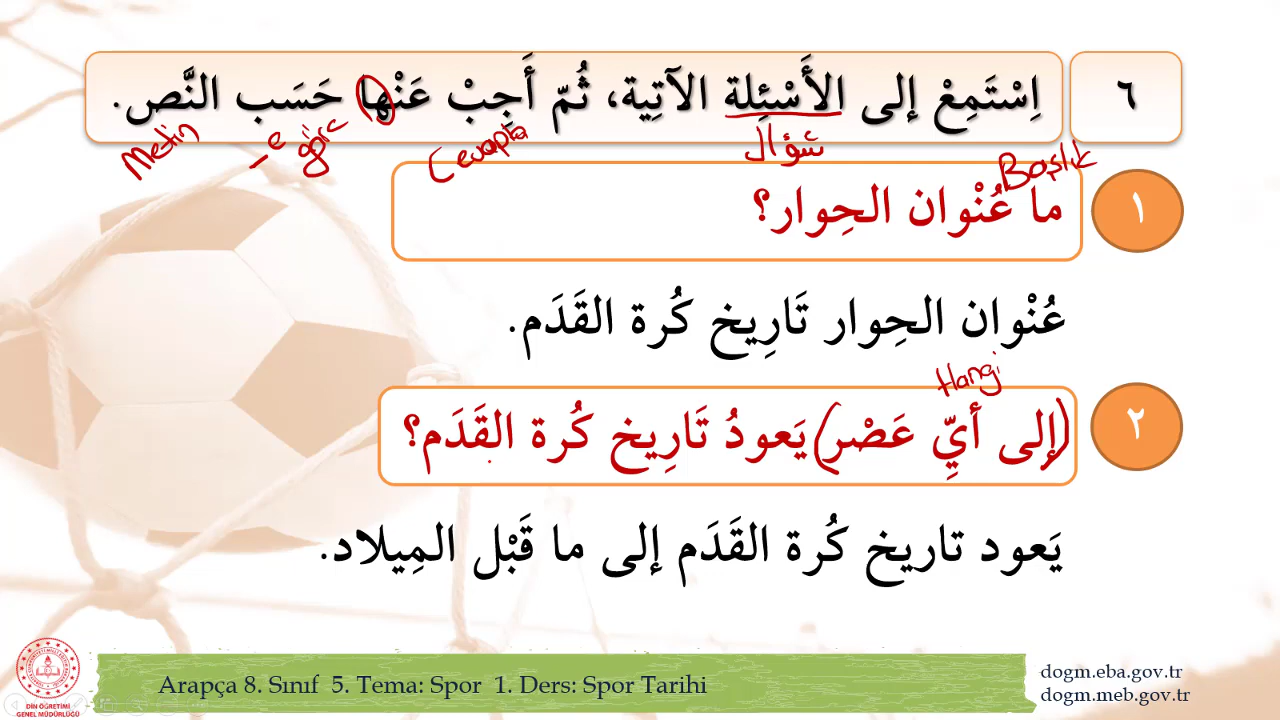 ٦
اِسْتَمِعْ إلى الأَسْئِلة الآتِية، ثُمّ أَجِبْ عَنْها حَسَب النَّص.
Metin
-e göre
Cevapla
سؤال
Başlık
١
ما عُنْوان الحِوار؟
عُنْوان الحِوار تَارِيخ كُرة القَدَم.
Hangi
٢
(إلى أيِّ عَصْر) يَعودُ تَارِيخ كُرة القَدَم؟
يَعود تاريخ كُرة القَدَم إلى ما قَبْل المِيلاد.
Arapça 8. Sınıf 5. Tema: Spor 1. Ders: Spor Tarihi
dogm.eba.gov.tr
dogm.meb.gov.tr
DİN ÖĞRETİMİ
GENEL MÜDÜRLÜĞÜ